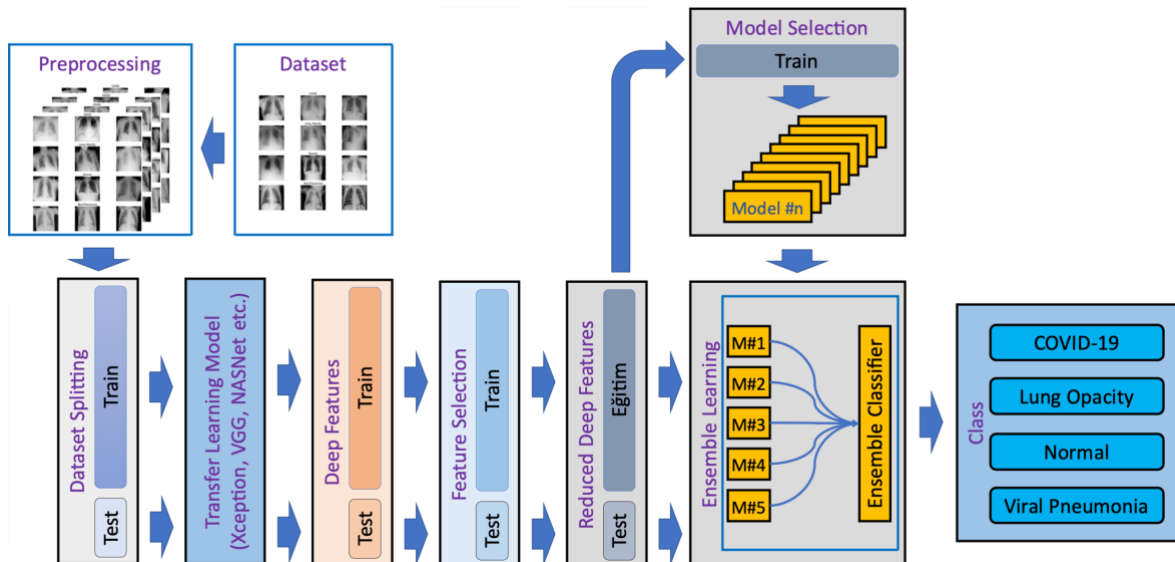 Preprocessing
Dataset
Model Selection
Train
Model #n
Dataset Splitting
Train
Test
Transfer Learning Model
(Xception, VGG, NASNet etc.)
Deep Features
Train
Test
Feature Selection
Train
Test
Reduced Deep Features
Eğitim
Test
Ensemble Learning
M#1
M#2
M#3
M#4
M#5
Ensemble Classifier
Class
COVID-19
Lung Opacity
Normal
Viral Pneumonia